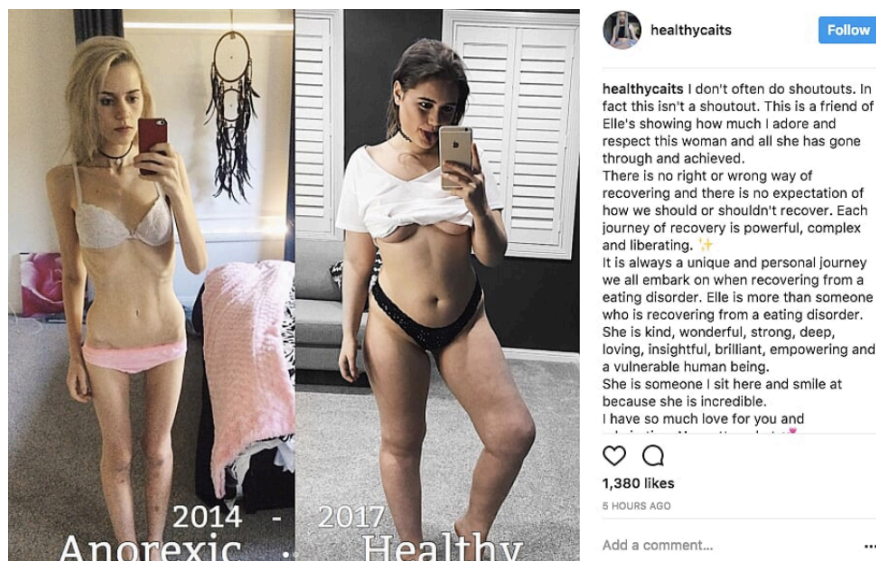 2014 - 2017
Anorexic .. Healthy
healthycaits
Follow
healthycaits I don't often do shoutouts. In
fact this isn't a shoutout. This is a friend of
Elle's showing how much I adore and
respect this woman and all she has gone
through and achieved.
There is no right or wrong way of
recovering and there is no expectation of
how we should or shouldn't recover. Each
journey of recovery is powerful, complex
and liberating. ✨
It is always a unique and personal journey
we all embark on when recovering from a
eating disorder. Elle is more than someone
who is recovering from a eating disorder.
She is kind, wonderful, strong, deep,
loving, insightful, brilliant, empowering and
a vulnerable human being.
She is someone I sit here and smile at
because she is incredible.
I have so much love for you and
1,380 likes
5 HOURS AGO
Add a comment...